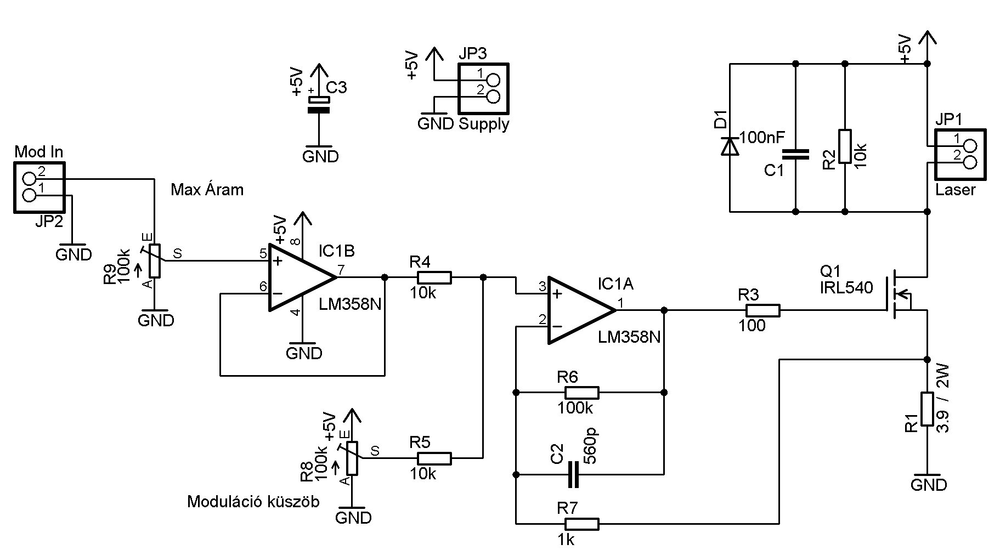 +5V
+
C3
GND
+5V
JP3
1
2
GND
Supply
+5V
D1
100nF
C1
R2
10k
JP1
1
2
Laser
Mod In
2
1
JP2
GND
Max Áram
E
S
A
R9
100k
GND
+5V
8
5
+
6
-
7
4
IC1B
LM358N
GND
R4
10k
3
+
2
-
1
IC1A
LM358N
R3
100
Q1
IRL540
R6
100k
C2
560p
R7
1k
R1
3.9 / 2W
GND
+5V
E
S
A
R8
100k
R5
10k
Moduláció küszöb
GND